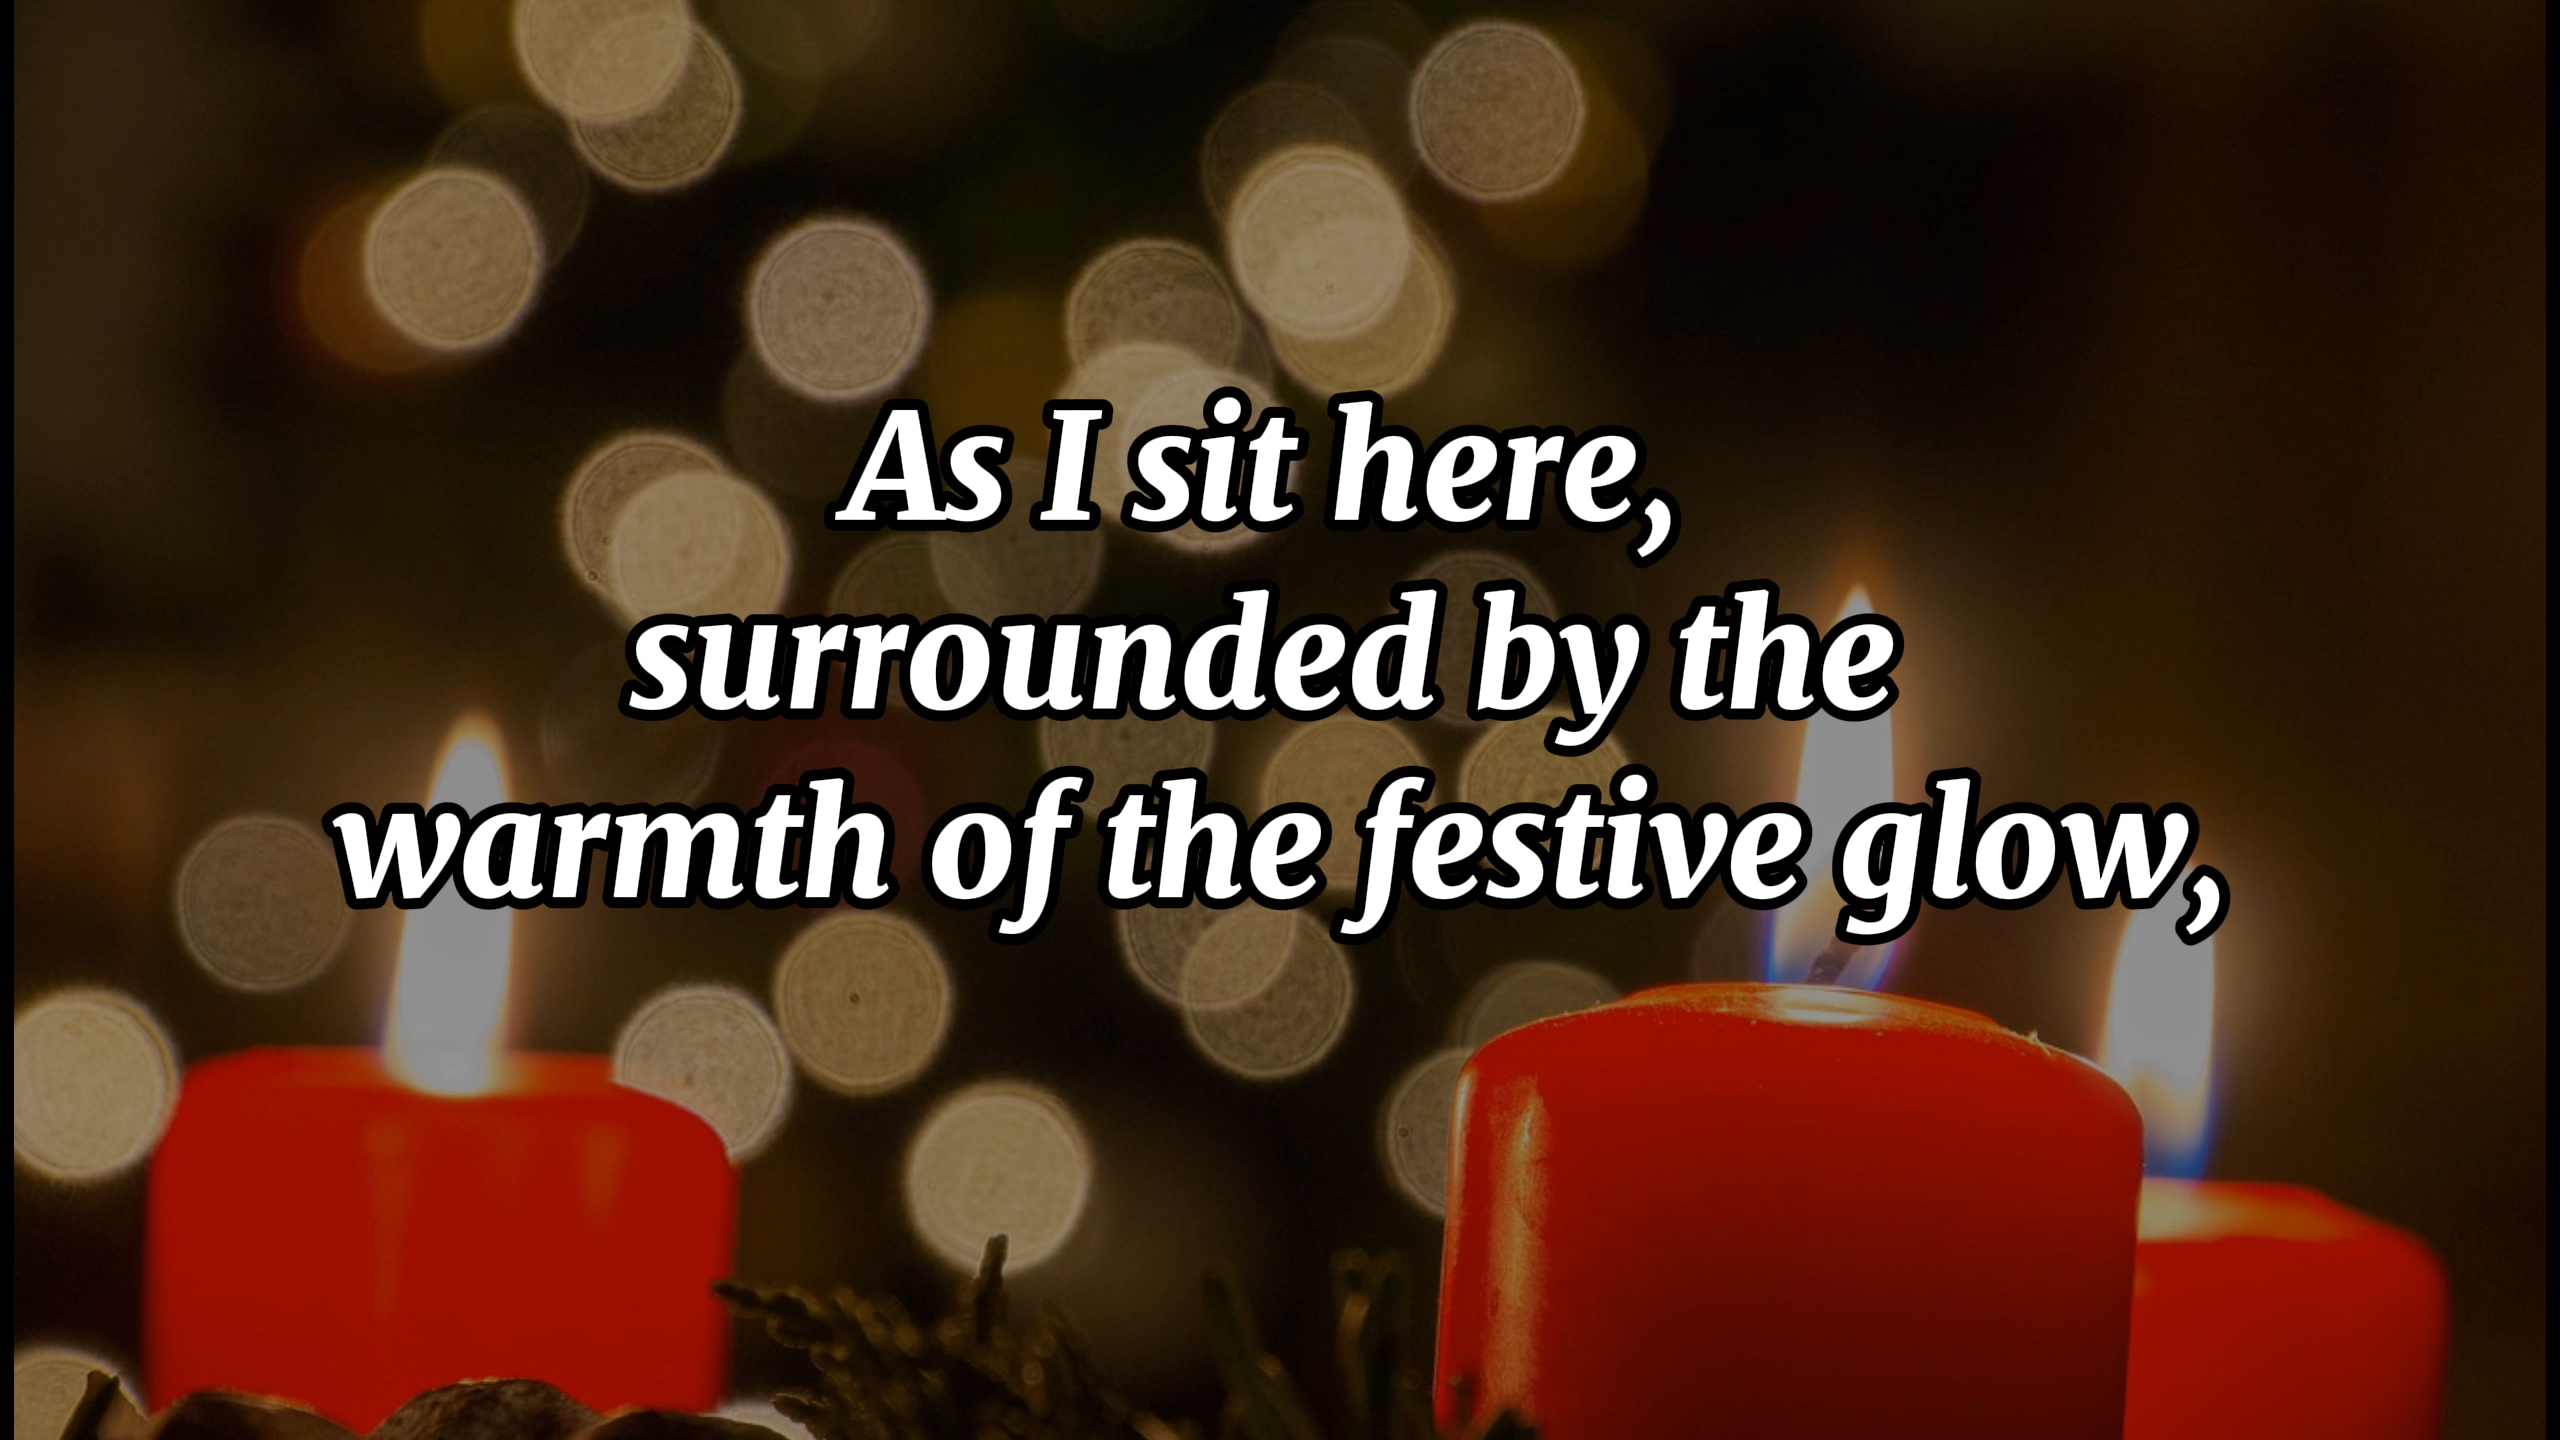 As I sit here,
surrounded by the
warmth of the festive glow,